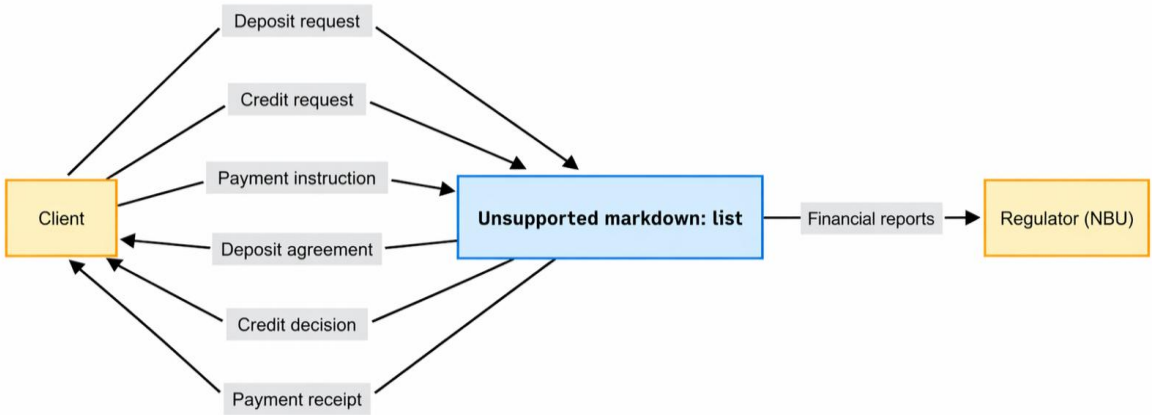 Deposit request
Credit request
Payment instruction
Client
Unsupported markdown: list
Financial reports
Regulator (NBU)
Deposit agreement
Credit decision
Payment receipt